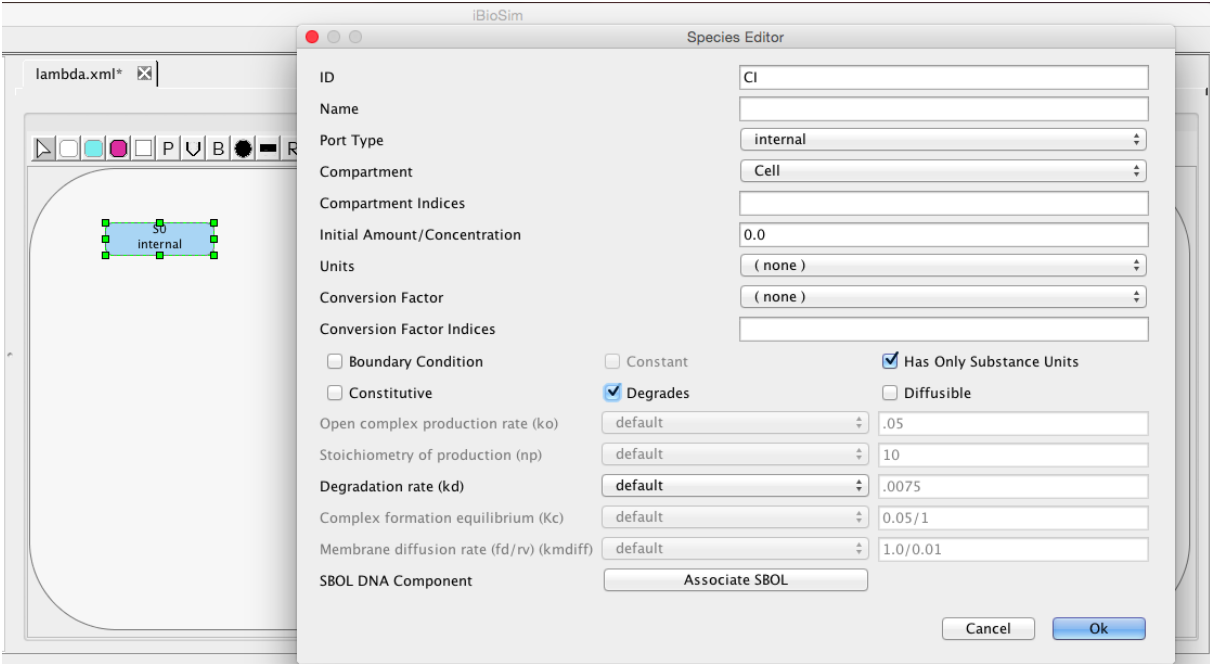 iBioSim
Species Editor
lambda.xml*
P V B R
S0
internal
ID CI
Name
Port Type internal
Compartment Cell
Compartment Indices
Initial Amount/Concentration 0.0
Units ( none )
Conversion Factor ( none )
Conversion Factor Indices
Boundary Condition Constant Has Only Substance Units
Constitutive Degrades Diffusible
Open complex production rate (ko) default .05
Stoichiometry of production (np) default 10
Degradation rate (kd) default .0075
Complex formation equilibrium (Kc) default 0.05/1
Membrane diffusion rate (fd/rv) (kmdiff) default 1.0/0.01
SBOL DNA Component Associate SBOL
Cancel Ok